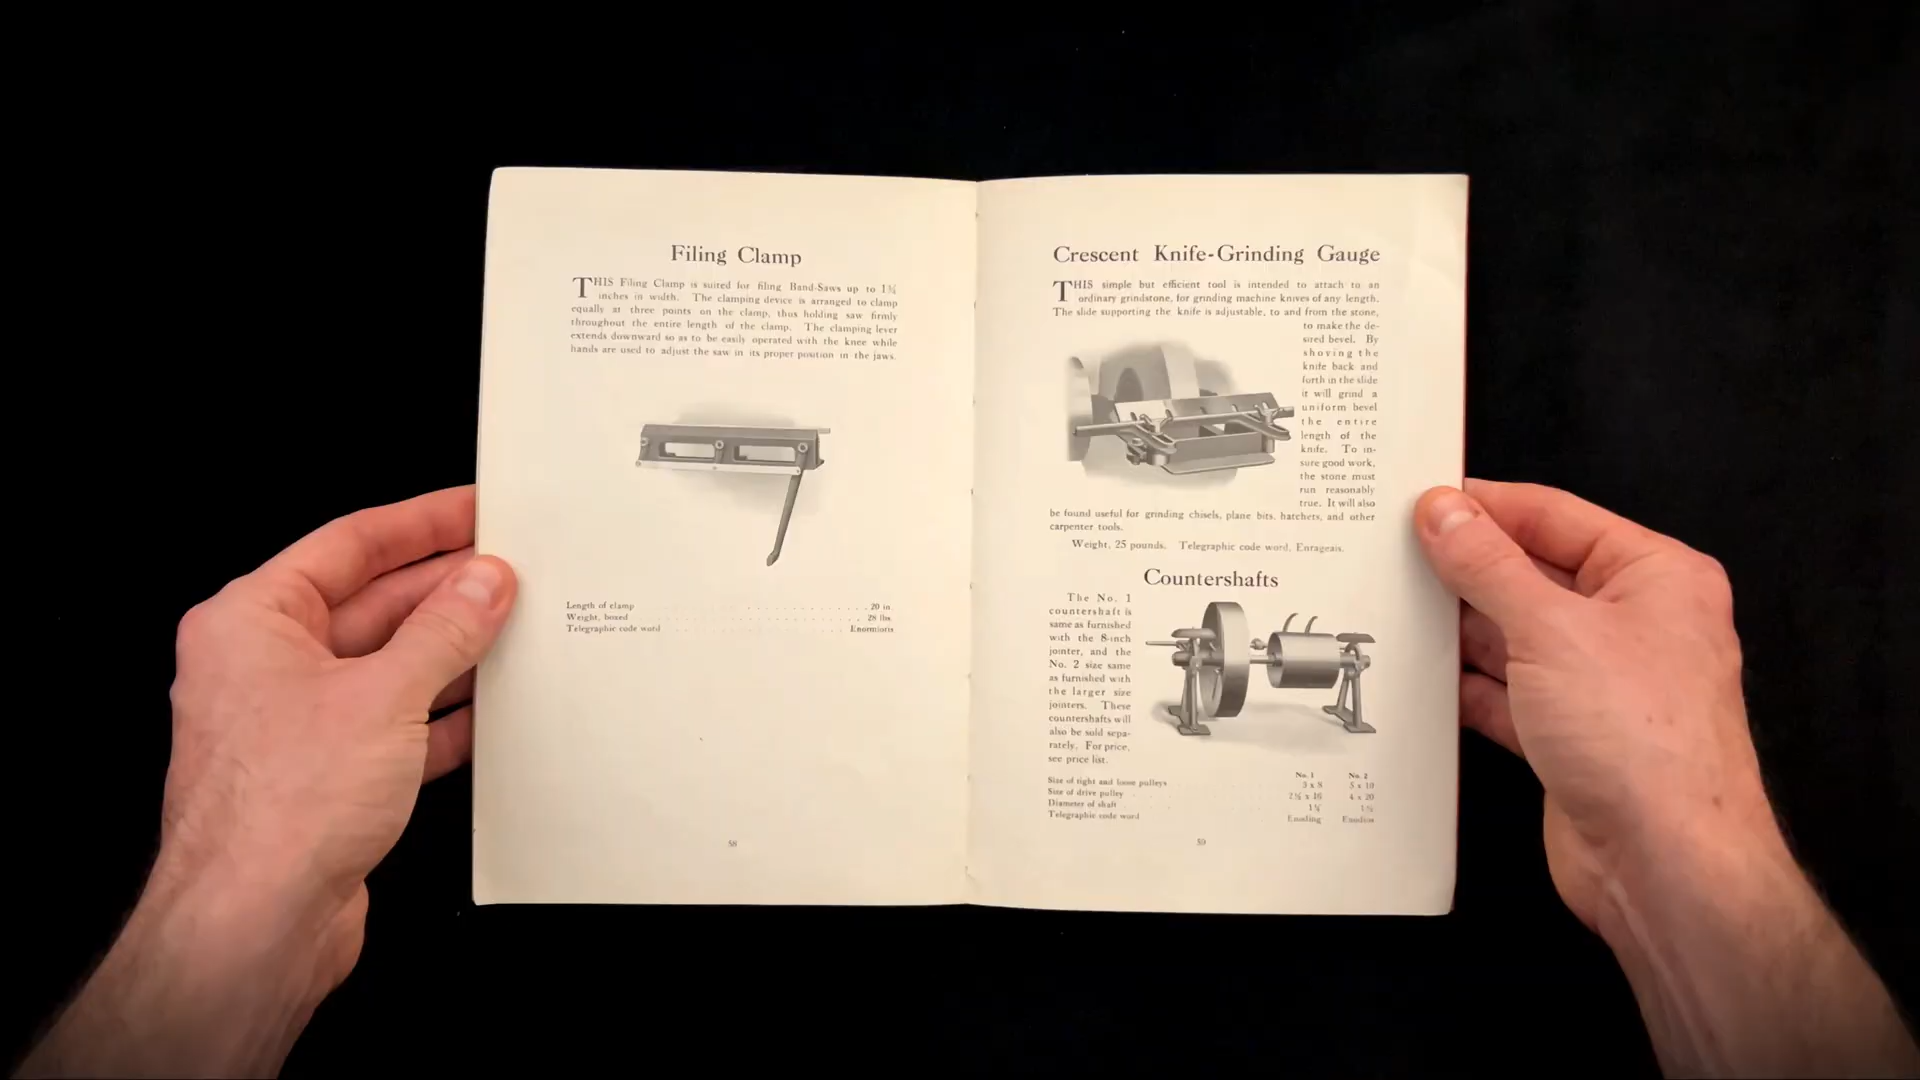 Filing Clamp
THIS Filing Clamp is suited for filing Band-Saws up to 1¾
inches in width. The clamping device is arranged to clamp
equally at three points on the clamp, thus holding saw firmly
throughout the entire length of the clamp. The clamping lever
extends downward so as to be easily operated with the knee while
hands are used to adjust the saw in its proper position in the jaws.
Length of clamp . . . . . . . . . . . . 20 in.
Weight, boxed . . . . . . . . . . . . 28 lbs.
Telegraphic code word . . . . . . Enormious
58
Crescent Knife-Grinding Gauge
THIS simple but efficient tool is intended to attach to an
ordinary grindstone, for grinding machine knives of any length.
The slide supporting the knife is adjustable, to and from the stone,
to make the de-
sired bevel. By
shoving the
knife back and
forth in the slide
it will grind a
uniform bevel
the entire
length of the
knife. To in-
sure good work,
the stone must
run reasonably
true. It will also
be found useful for grinding chisels, plane bits, hatchets, and other
carpenter tools.
Weight, 25 pounds. Telegraphic code word, Enrageais.
Countershafts
The No. 1
countershaft is
same as furnished
with the 8-inch
jointer, and the
No. 2 size same
as furnished with
the larger size
jointers. These
countershafts will
also be sold sepa-
rately. For price,
see price list.
No. 1 No. 2
Size of tight and loose pulleys 3 x 8 5 x 10
Size of drive pulley 2½ x 16 4 x 20
Diameter of shaft
Telegraphic code word
59